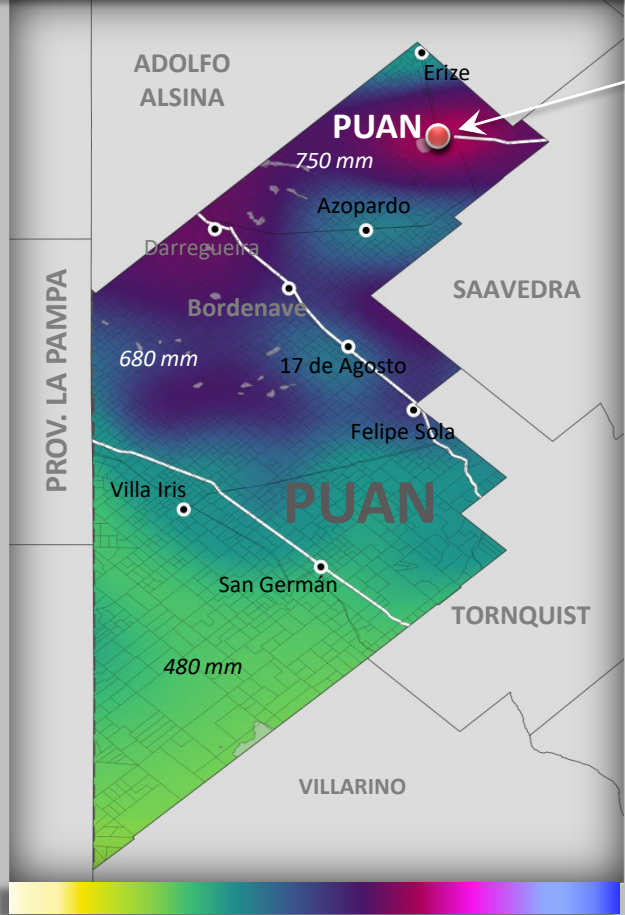 ADOLFO
ALSINA
Erize
PUAN
750 mm
Azopardo
Darregueira
SAAVEDRA
Bordenave
PROV. LA PAMPA
680 mm
17 de Agosto
Felipe Sola
Villa Iris
PUAN
San Germán
TORNQUIST
480 mm
VILLARINO